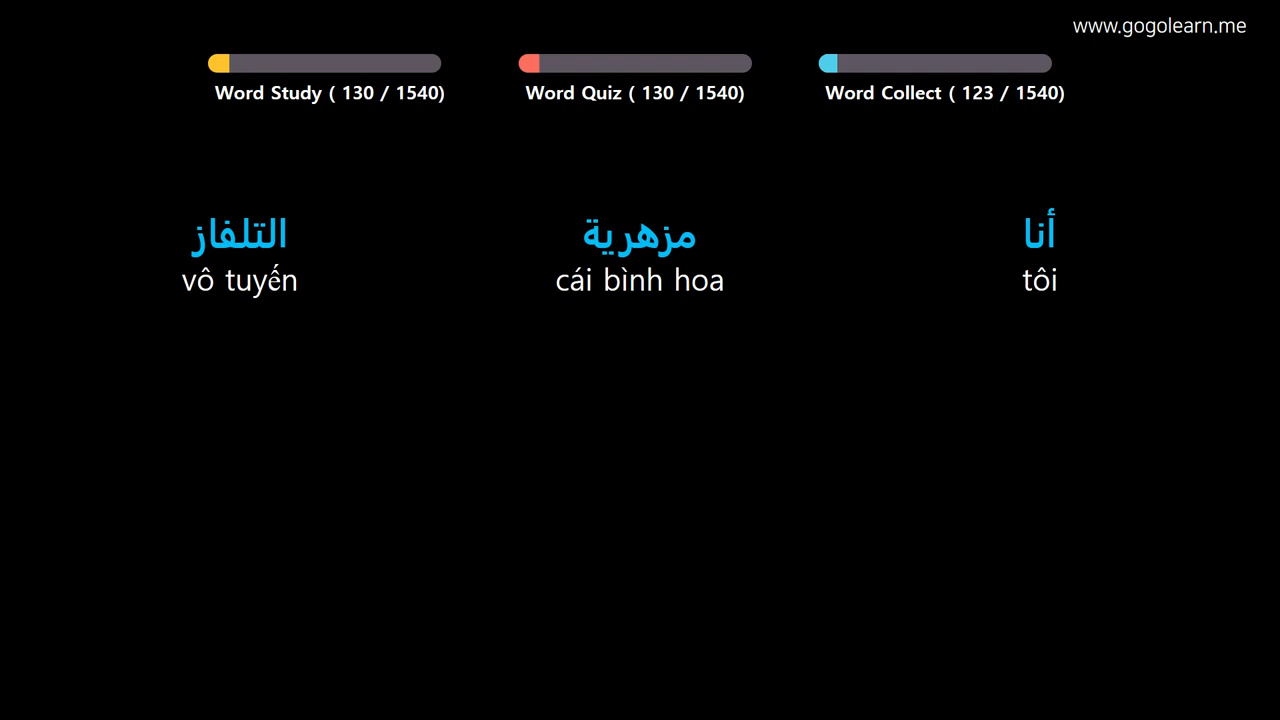 www.gogolearn.me
Word Study ( 130 / 1540)
Word Quiz ( 130 / 1540)
Word Collect ( 123 / 1540)
التلفاز
vô tuyến
مزهرية
cái bình hoa
أنا
tôi